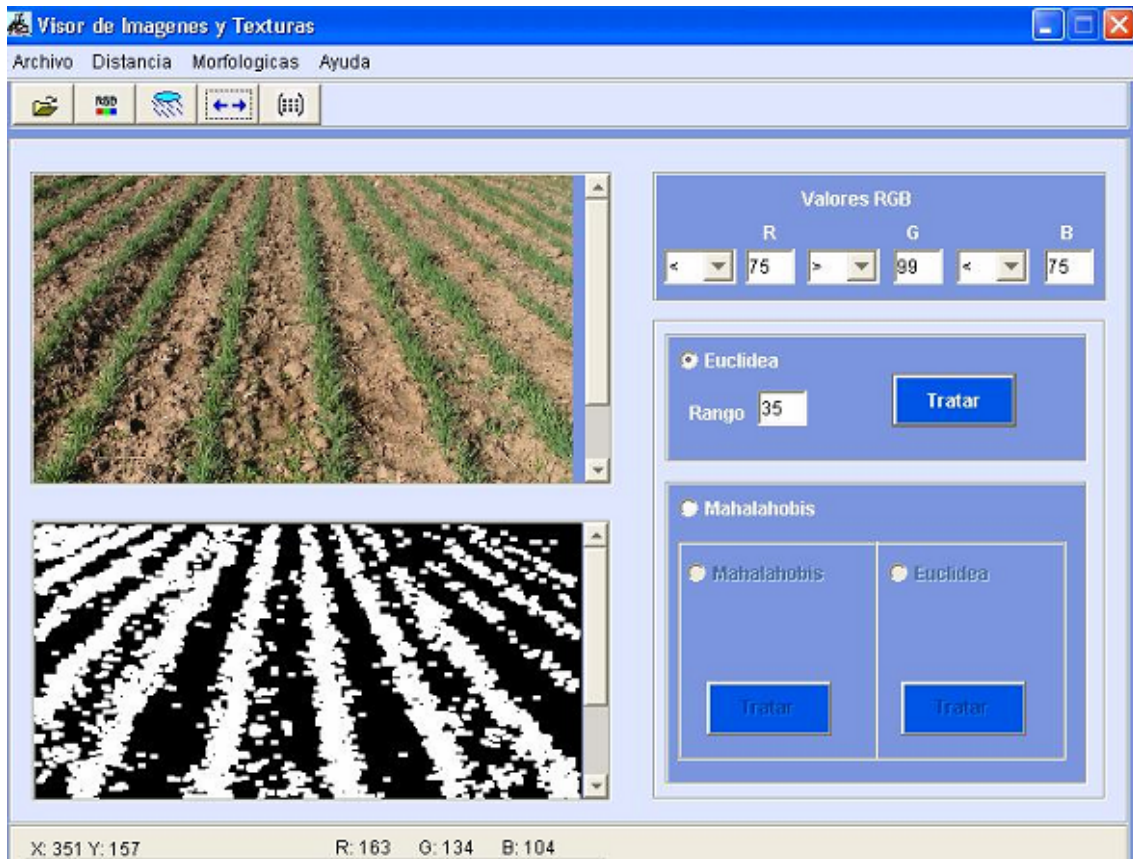 Visor de Imagenes y Texturas
Archivo Distancia Morfologicas Ayuda
RGB
Valores RGB
R G B
< 75 > 99 < 75
Euclidea
Rango 35 Tratar
Mahalahobis
Mahalahobis Euclidea
Tratar Tratar
X: 351 Y: 157 R: 163 G: 134 B: 104